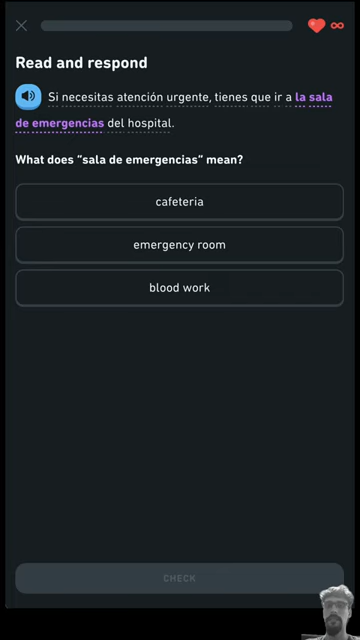 Read and respond
Si necesitas atención urgente, tienes que ir a la sala
de emergencias del hospital.
What does “sala de emergencias” mean?
cafeteria
emergency room
blood work
CHECK